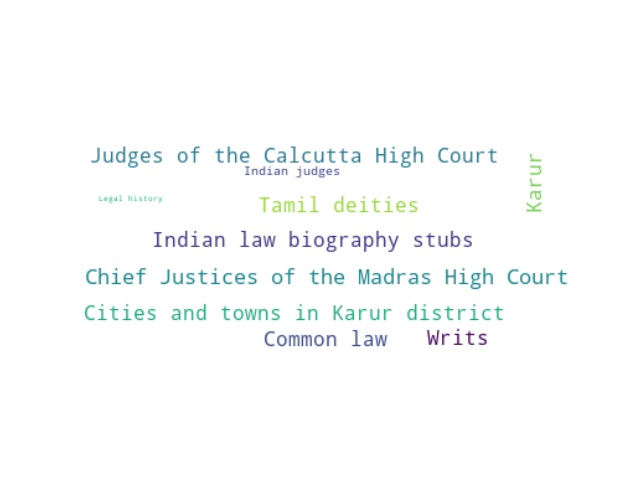 Judges of the Calcutta High Court
Indian judges
Karur
Legal history
Tamil deities
Indian law biography stubs
Chief Justices of the Madras High Court
Cities and towns in Karur district
Common law
Writs